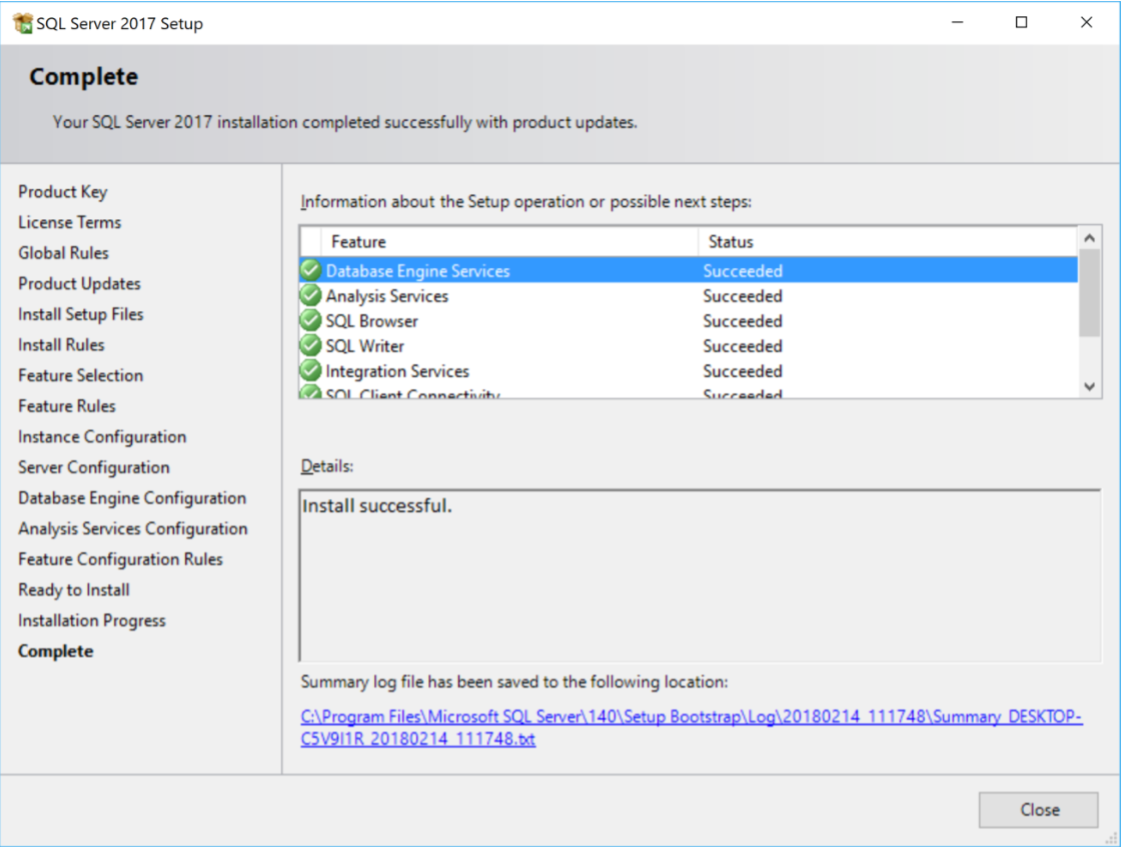 SQL Server 2017 Setup
Complete
Your SQL Server 2017 installation completed successfully with product updates.
Product Key
License Terms
Global Rules
Product Updates
Install Setup Files
Install Rules
Feature Selection
Feature Rules
Instance Configuration
Server Configuration
Database Engine Configuration
Analysis Services Configuration
Feature Configuration Rules
Ready to Install
Installation Progress
Complete
Information about the Setup operation or possible next steps:
Feature Status
Database Engine Services Succeeded
Analysis Services Succeeded
SQL Browser Succeeded
SQL Writer Succeeded
Integration Services Succeeded
SQL Client Connectivity Succeeded
Details:
Install successful.
Summary log file has been saved to the following location:
C:\Program Files\Microsoft SQL Server\140\Setup Bootstrap\Log\20180214_111748\Summary_DESKTOP-
C5V9I1R_20180214_111748.txt
Close